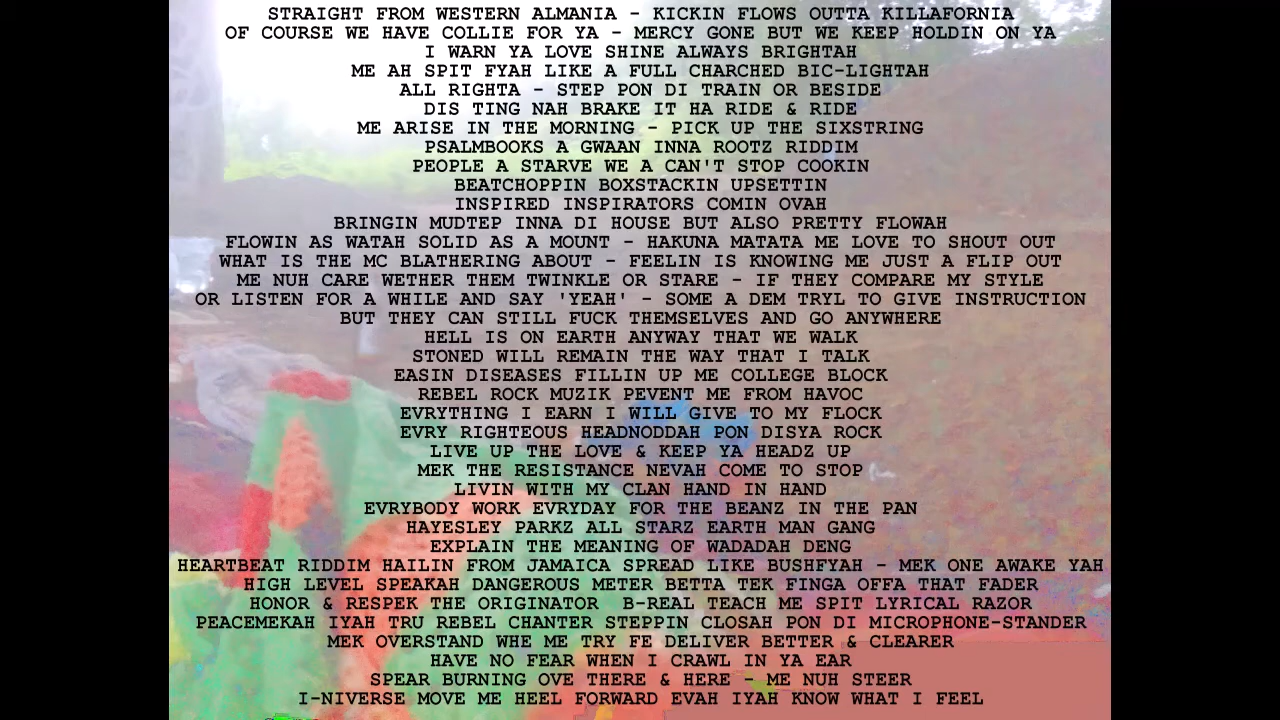 STRAIGHT FROM WESTERN ALMANIA - KICKIN FLOWS OUTTA KILLAFORNIA
OF COURSE WE HAVE COLLIE FOR YA - MERCY GONE BUT WE KEEP HOLDIN ON YA
I WARN YA LOVE SHINE ALWAYS BRIGHTAH
ME AH SPIT FYAH LIKE A FULL CHARCHED BIC-LIGHTAH
ALL RIGHTA - STEP PON DI TRAIN OR BESIDE
DIS TING NAH BRAKE IT HA RIDE & RIDE
ME ARISE IN THE MORNING - PICK UP THE SIXSTRING
PSALMBOOKS A GWAAN INNA ROOTZ RIDDIM
PEOPLE A STARVE WE A CAN'T STOP COOKIN
BEATCHOPPIN BOXSTACKIN UPSETTIN
INSPIRED INSPIRATORS COMIN OVAH
BRINGIN MUDTEP INNA DI HOUSE BUT ALSO PRETTY FLOWAH
FLOWIN AS WATAH SOLID AS A MOUNT - HAKUNA MATATA ME LOVE TO SHOUT OUT
WHAT IS THE MC BLATHERING ABOUT - FEELIN IS KNOWING ME JUST A FLIP OUT
ME NUH CARE WETHER THEM TWINKLE OR STARE - IF THEY COMPARE MY STYLE
OR LISTEN FOR A WHILE AND SAY 'YEAH' - SOME A DEM TRYL TO GIVE INSTRUCTION
BUT THEY CAN STILL FUCK THEMSELVES AND GO ANYWHERE
HELL IS ON EARTH ANYWAY THAT WE WALK
STONED WILL REMAIN THE WAY THAT I TALK
EASIN DISEASES FILLIN UP ME COLLEGE BLOCK
REBEL ROCK MUZIK PEVENT ME FROM HAVOC
EVRYTHING I EARN I WILL GIVE TO MY FLOCK
EVRY RIGHTEOUS HEADNODDAH PON DISYA ROCK
LIVE UP THE LOVE & KEEP YA HEADZ UP
MEK THE RESISTANCE NEVAH COME TO STOP
LIVIN WITH MY CLAN HAND IN HAND
EVRYBODY WORK EVRYDAY FOR THE BEANZ IN THE PAN
HAYESLEY PARKZ ALL STARZ EARTH MAN GANG
EXPLAIN THE MEANING OF WADADAH DENG
HEARTBEAT RIDDIM HAILIN FROM JAMAICA SPREAD LIKE BUSHFYAH - MEK ONE AWAKE YAH
HIGH LEVEL SPEAKAH DANGEROUS METER BETTA TEK FINGA OFFA THAT FADER
HONOR & RESPEK THE ORIGINATOR  B-REAL TEACH ME SPIT LYRICAL RAZOR
PEACEMEKAH IYAH TRU REBEL CHANTER STEPPIN CLOSAH PON DI MICROPHONE-STANDER
MEK OVERSTAND WHE ME TRY FE DELIVER BETTER & CLEARER
HAVE NO FEAR WHEN I CRAWL IN YA EAR
SPEAR BURNING OVE THERE & HERE - ME NUH STEER
I-NIVERSE MOVE ME HEEL FORWARD EVAH IYAH KNOW WHAT I FEEL